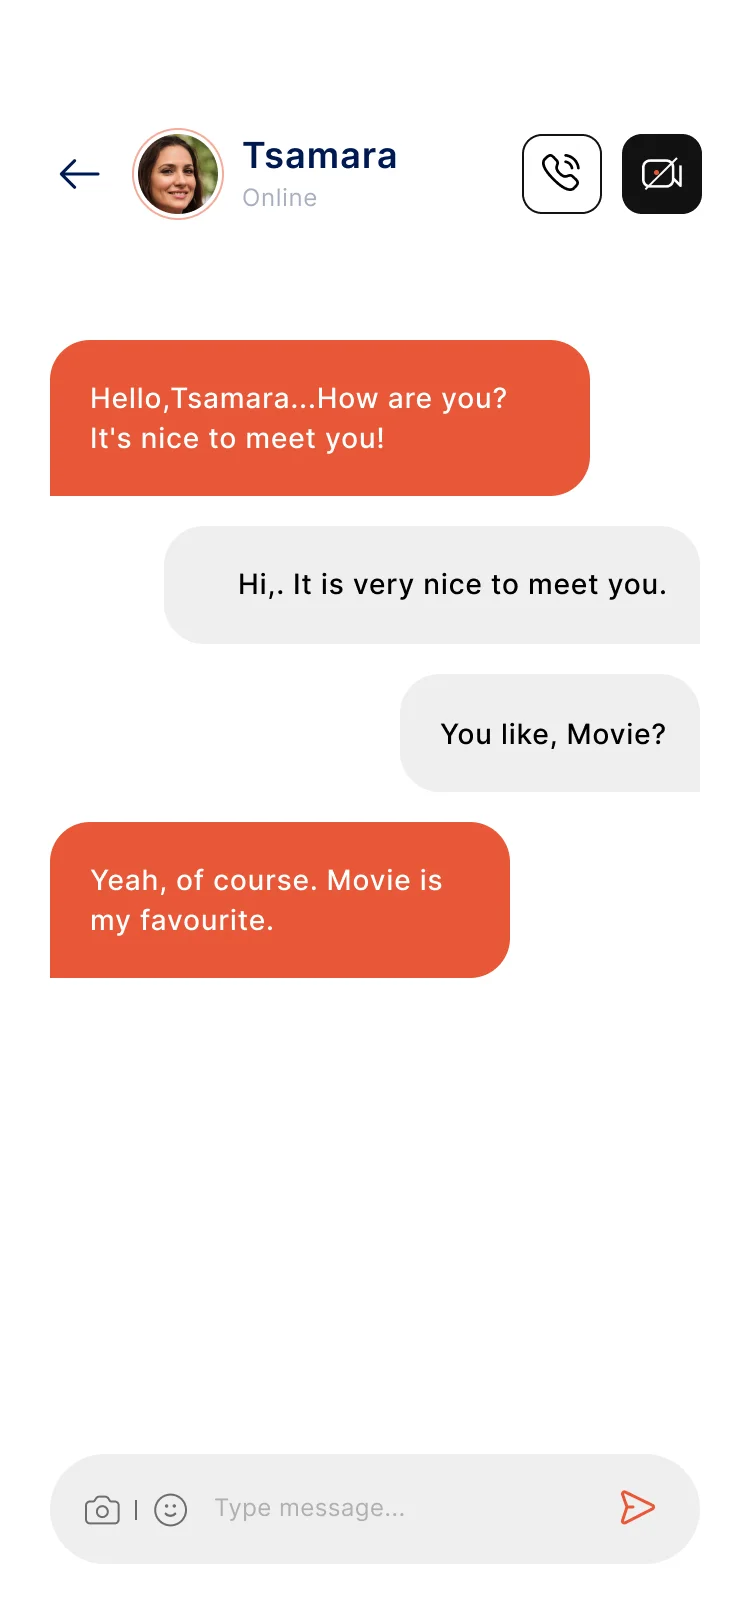 Tsamara
Online
Hello,Tsamara...How are you?
It's nice to meet you!
Hi,. It is very nice to meet you.
You like, Movie?
Yeah, of course. Movie is
my favourite.
Type message...